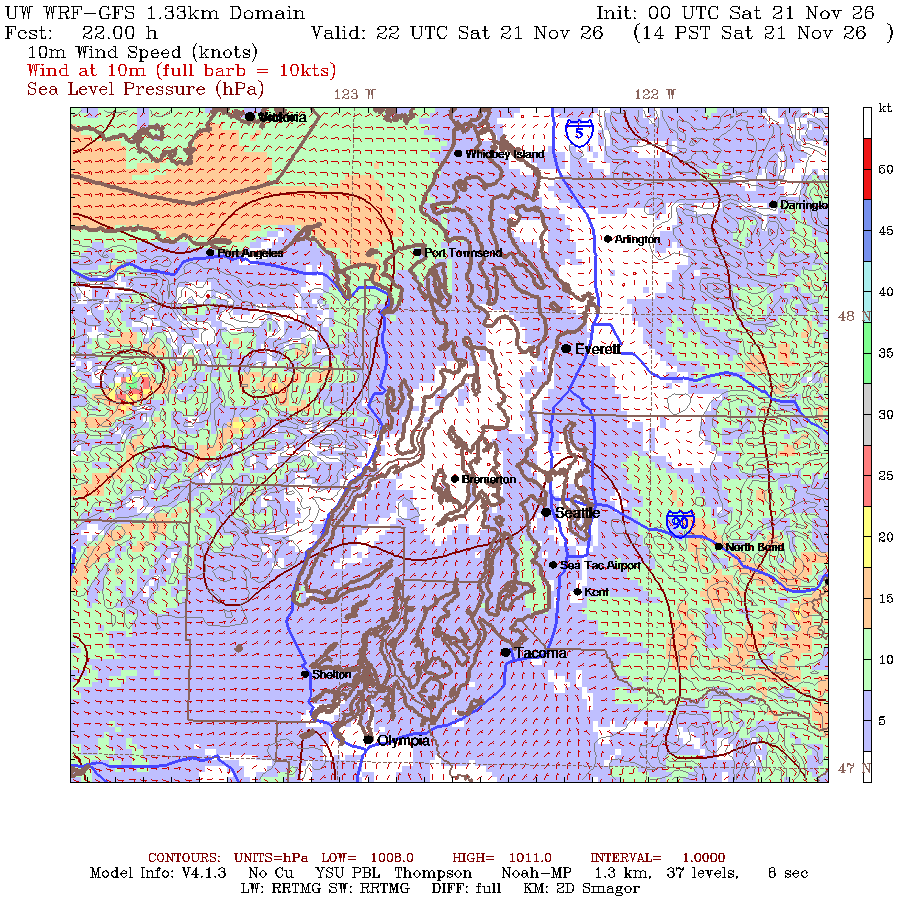 UW WRF-GFS 1.33km Domain Init: 00 UTC Sat 21 Nov 26
Fcst: 22.00 h Valid: 22 UTC Sat 21 Nov 26 (14 PST Sat 21 Nov 26 )
10m Wind Speed (knots)
Wind at 10m (full barb = 10kts)
Sea Level Pressure (hPa)
123 W 122 W
kt
Victoria
5
Whidbey Island
60
Darringto
45
Arlington
Port Angeles
Port Townsend
40
48 N
Everett
35
30
Bremerton
25
Seattle
90
20
North Bend
Sea Tac Airport
Kent
15
Tacoma
10
Shelton
5
Olympia
47 N
CONTOURS: UNITS=hPa LOW= 1008.0 HIGH= 1011.0 INTERVAL= 1.0000
Model Info: V4.1.3 No Cu YSU PBL Thompson Noah-MP 1.3 km, 37 levels, 8 sec
LW: RRTMG SW: RRTMG DIFF: full KM: 2D Smagor